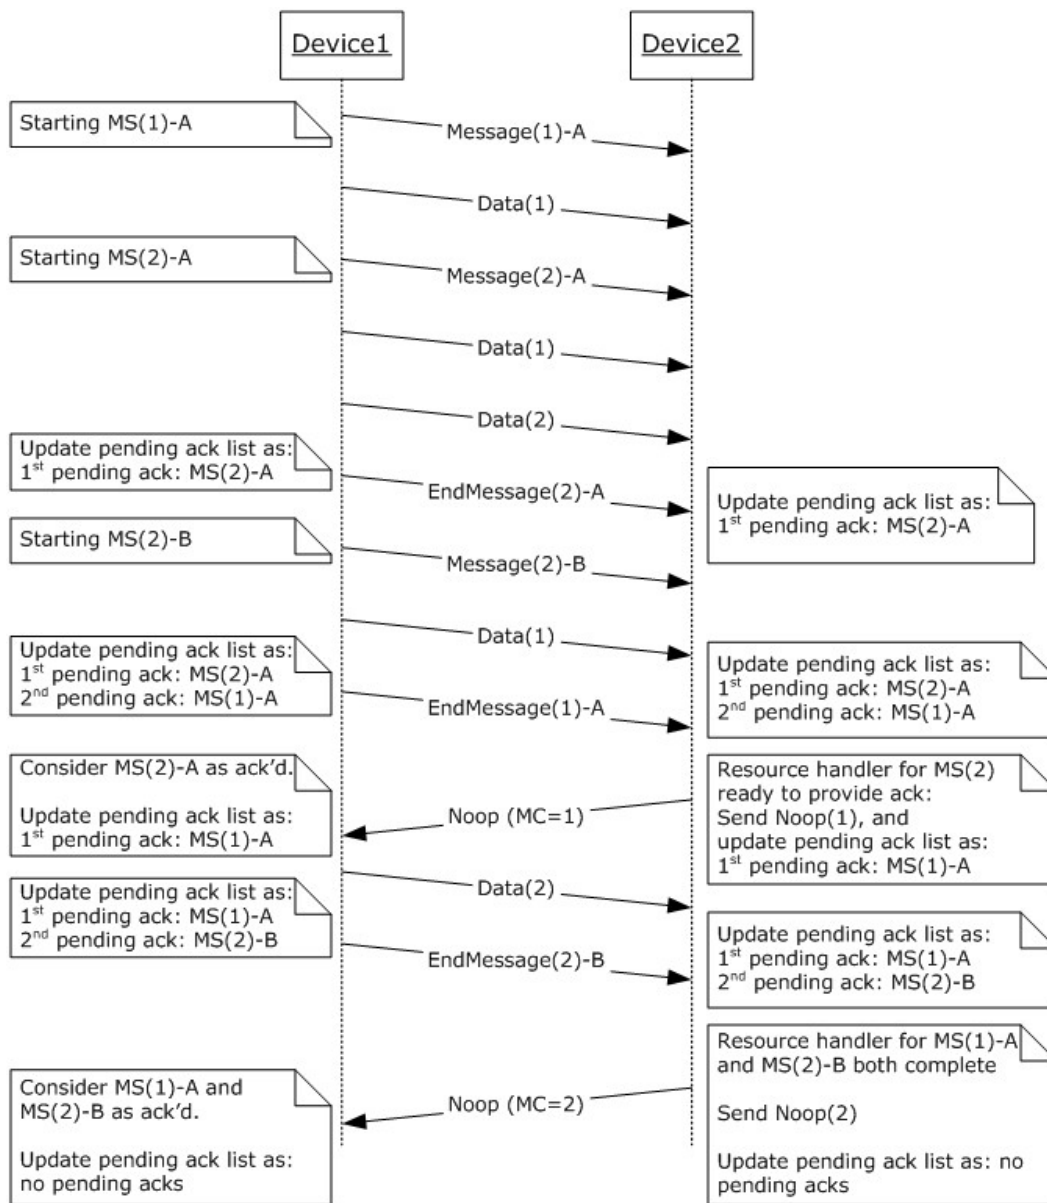 Device1
Device2
Starting MS(1)-A
Message(1)-A
Data(1)
Starting MS(2)-A
Message(2)-A
Data(1)
Data(2)
Update pending ack list as:
1st pending ack: MS(2)-A
EndMessage(2)-A
Update pending ack list as:
1st pending ack: MS(2)-A
Starting MS(2)-B
Message(2)-B
Data(1)
Update pending ack list as:
1st pending ack: MS(2)-A
2nd pending ack: MS(1)-A
EndMessage(1)-A
Update pending ack list as:
1st pending ack: MS(2)-A
2nd pending ack: MS(1)-A
Consider MS(2)-A as ack’d.
Update pending ack list as:
1st pending ack: MS(1)-A
Noop (MC=1)
Resource handler for MS(2)
ready to provide ack:
Send Noop(1), and
update pending ack list as:
1st pending ack: MS(1)-A
Data(2)
Update pending ack list as:
1st pending ack: MS(1)-A
2nd pending ack: MS(2)-B
EndMessage(2)-B
Update pending ack list as:
1st pending ack: MS(1)-A
2nd pending ack: MS(2)-B
Resource handler for MS(1)-A
and MS(2)-B both complete
Send Noop(2)
Update pending ack list as: no
pending acks
Noop (MC=2)
Consider MS(1)-A and
MS(2)-B as ack’d.
Update pending ack list as:
no pending acks